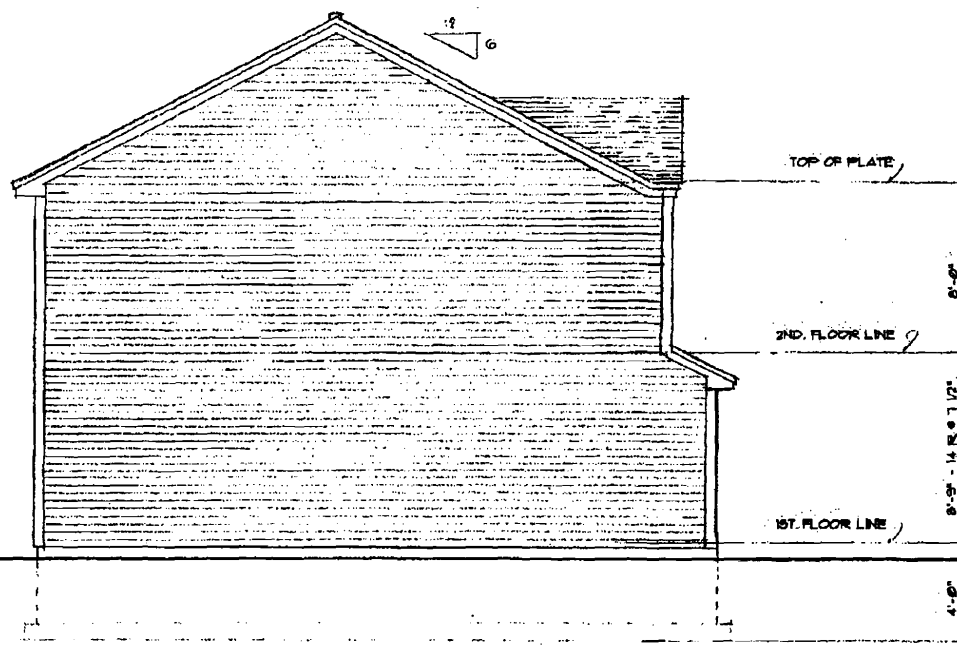 12
6
TOP OF PLATE
8'-0"
2ND. FLOOR LINE
8'-9" - 14 R. @ 7 1/2"
1ST. FLOOR LINE
4'-0"